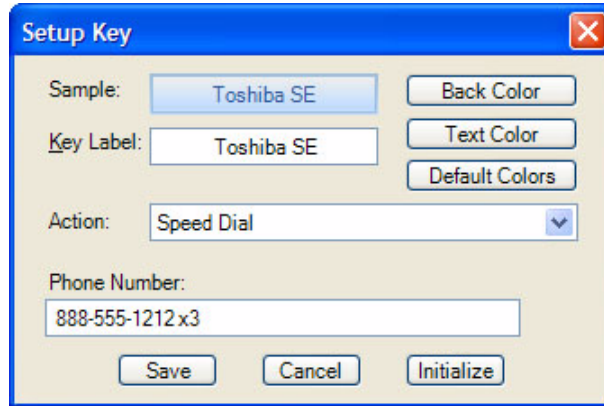 Setup Key
Sample: Toshiba SE Back Color
Key Label: Toshiba SE Text Color
Default Colors
Action: Speed Dial
Phone Number:
888-555-1212 x3
Save Cancel Initialize